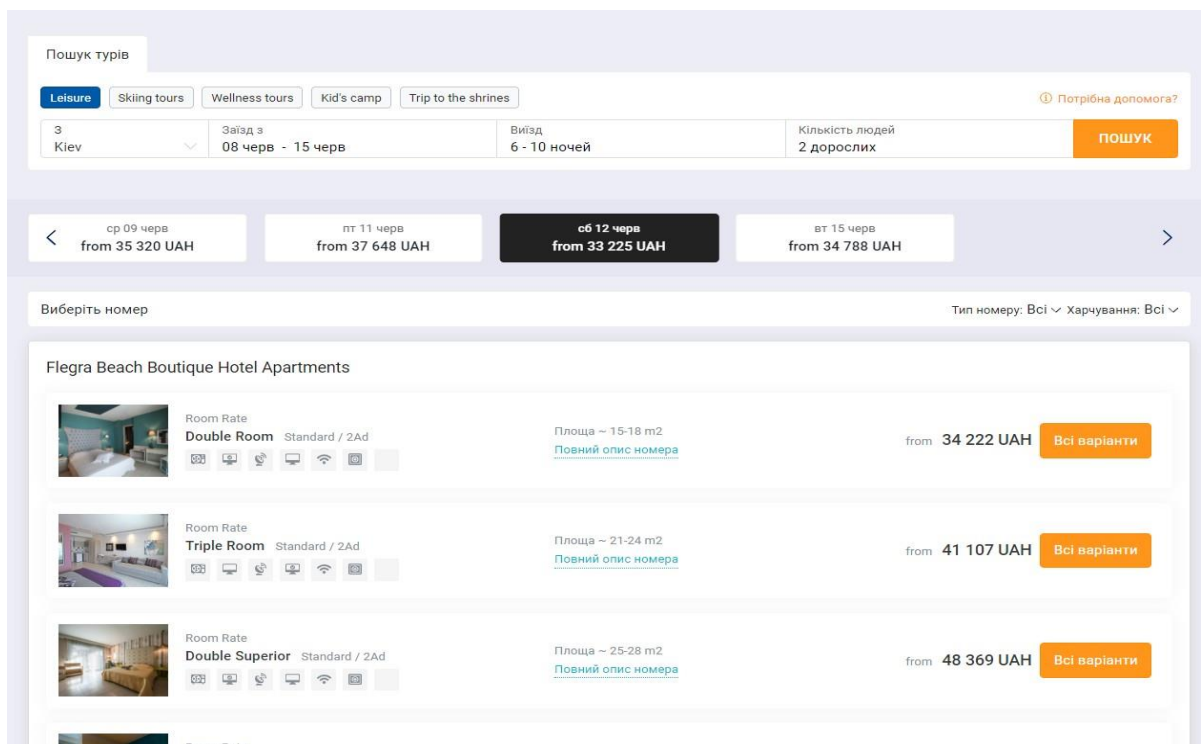 Пошук турів
Leisure Skiing tours Wellness tours Kid's camp Trip to the shrines
Потрібна допомога?
З Заїзд з Виїзд Кількість людей
Kiev 08 черв - 15 черв 6 - 10 ночей 2 дорослих
ПОШУК
ср 09 черв пт 11 черв сб 12 черв вт 15 черв
from 35 320 UAH from 37 648 UAH from 33 225 UAH from 34 788 UAH
Виберіть номер Тип номеру: Всі Харчування: Всі
Flegra Beach Boutique Hotel Apartments
Room Rate
Double Room Standard / 2Ad
Площа ~ 15-18 m2
Повний опис номера
from 34 222 UAH Всі варіанти
Room Rate
Triple Room Standard / 2Ad
Площа ~ 21-24 m2
Повний опис номера
from 41 107 UAH Всі варіанти
Room Rate
Double Superior Standard / 2Ad
Площа ~ 25-28 m2
Повний опис номера
from 48 369 UAH Всі варіанти